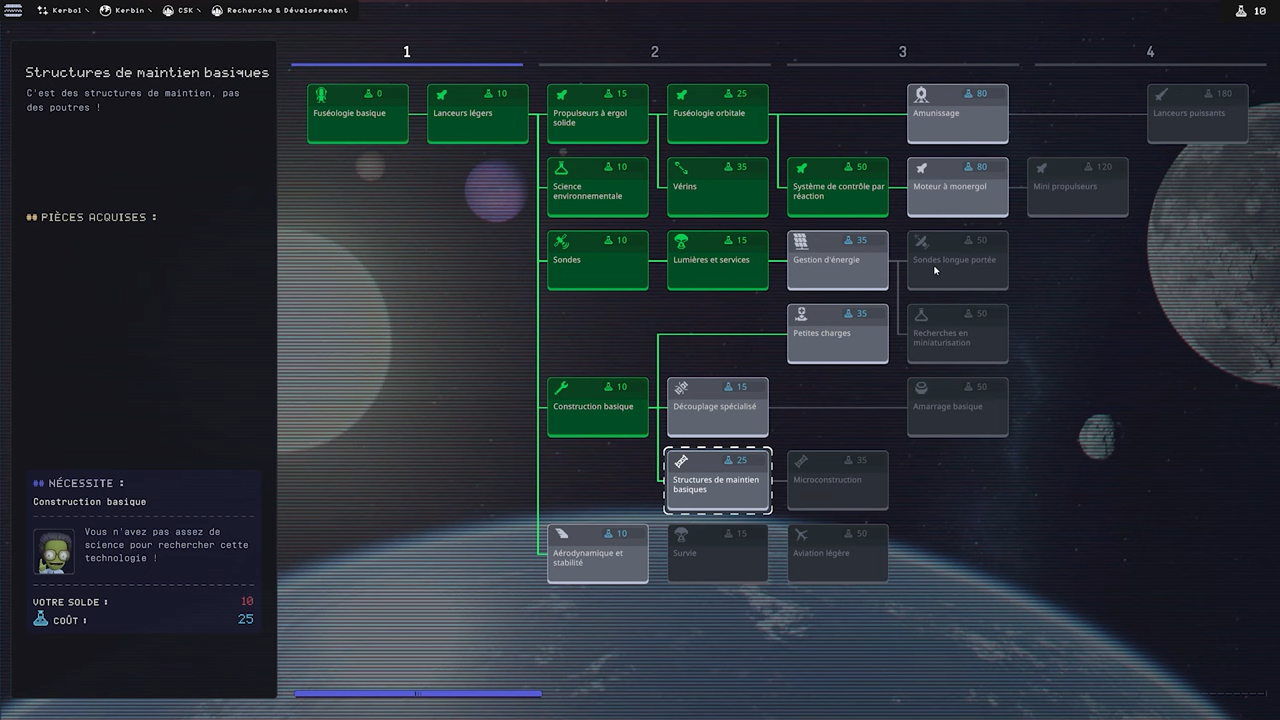 Kerbol
Kerbin
CSK
Recherche & Développement
10
Structures de maintien basiques
C'est des structures de maintien, pas
des poutres !
PIÈCES ACQUISES :
NÉCESSITE :
Construction basique
Vous n'avez pas assez de
science pour rechercher cette
technologie !
VOTRE SOLDE : 10
COÛT : 25
1
2
3
4
0
Fuséologie basique
10
Lanceurs légers
15
Propulseurs à ergol
solide
25
Fuséologie orbitale
80
Amunissage
180
Lanceurs puissants
10
Science
environnementale
35
Vérins
50
Système de contrôle par
réaction
80
Moteur à monergol
120
Mini propulseurs
10
Sondes
15
Lumières et services
35
Gestion d'énergie
50
Sondes longue portée
35
Petites charges
50
Recherches en
miniaturisation
10
Construction basique
15
Découplage spécialisé
50
Amarrage basique
25
Structures de maintien
basiques
35
Microconstruction
10
Aérodynamique et
stabilité
15
Survie
50
Aviation légère